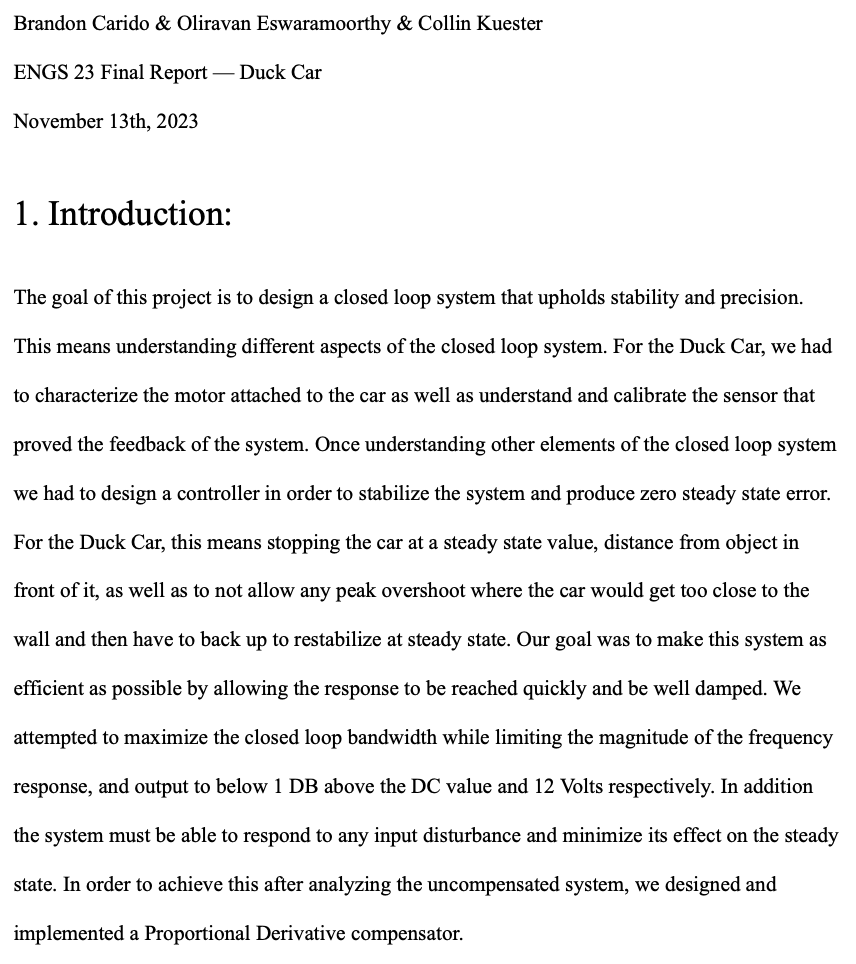 Brandon Carido & Oliravan Eswaramoorthy & Collin Kuester
ENGS 23 Final Report — Duck Car
November 13th, 2023
1. Introduction:
The goal of this project is to design a closed loop system that upholds stability and precision.
This means understanding different aspects of the closed loop system. For the Duck Car, we had
to characterize the motor attached to the car as well as understand and calibrate the sensor that
proved the feedback of the system. Once understanding other elements of the closed loop system
we had to design a controller in order to stabilize the system and produce zero steady state error.
For the Duck Car, this means stopping the car at a steady state value, distance from object in
front of it, as well as to not allow any peak overshoot where the car would get too close to the
wall and then have to back up to restabilize at steady state. Our goal was to make this system as
efficient as possible by allowing the response to be reached quickly and be well damped. We
attempted to maximize the closed loop bandwidth while limiting the magnitude of the frequency
response, and output to below 1 DB above the DC value and 12 Volts respectively. In addition
the system must be able to respond to any input disturbance and minimize its effect on the steady
state. In order to achieve this after analyzing the uncompensated system, we designed and
implemented a Proportional Derivative compensator.